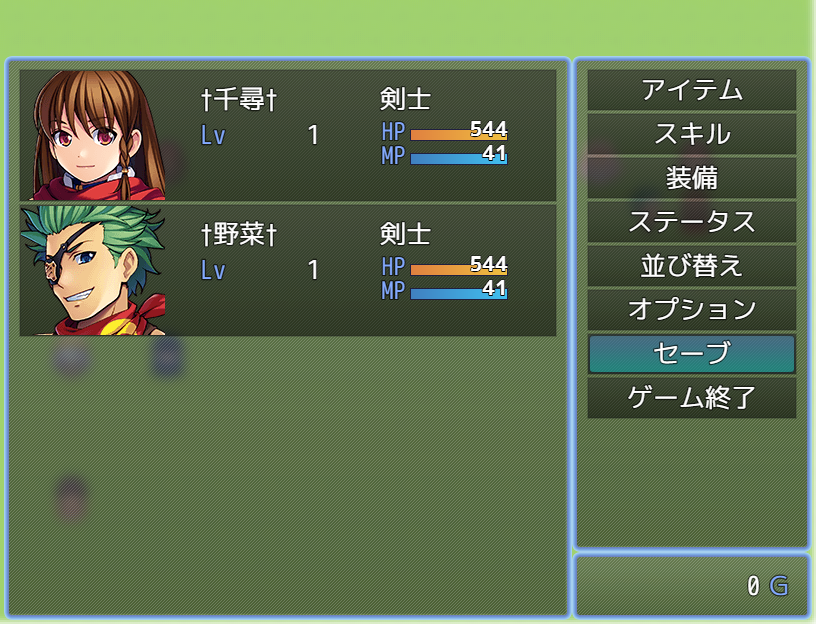 †千尋†
剣士
Lv 1
HP 544
MP 41
†野菜†
剣士
Lv 1
HP 544
MP 41
アイテム
スキル
装備
ステータス
並び替え
オプション
セーブ
ゲーム終了
0 G